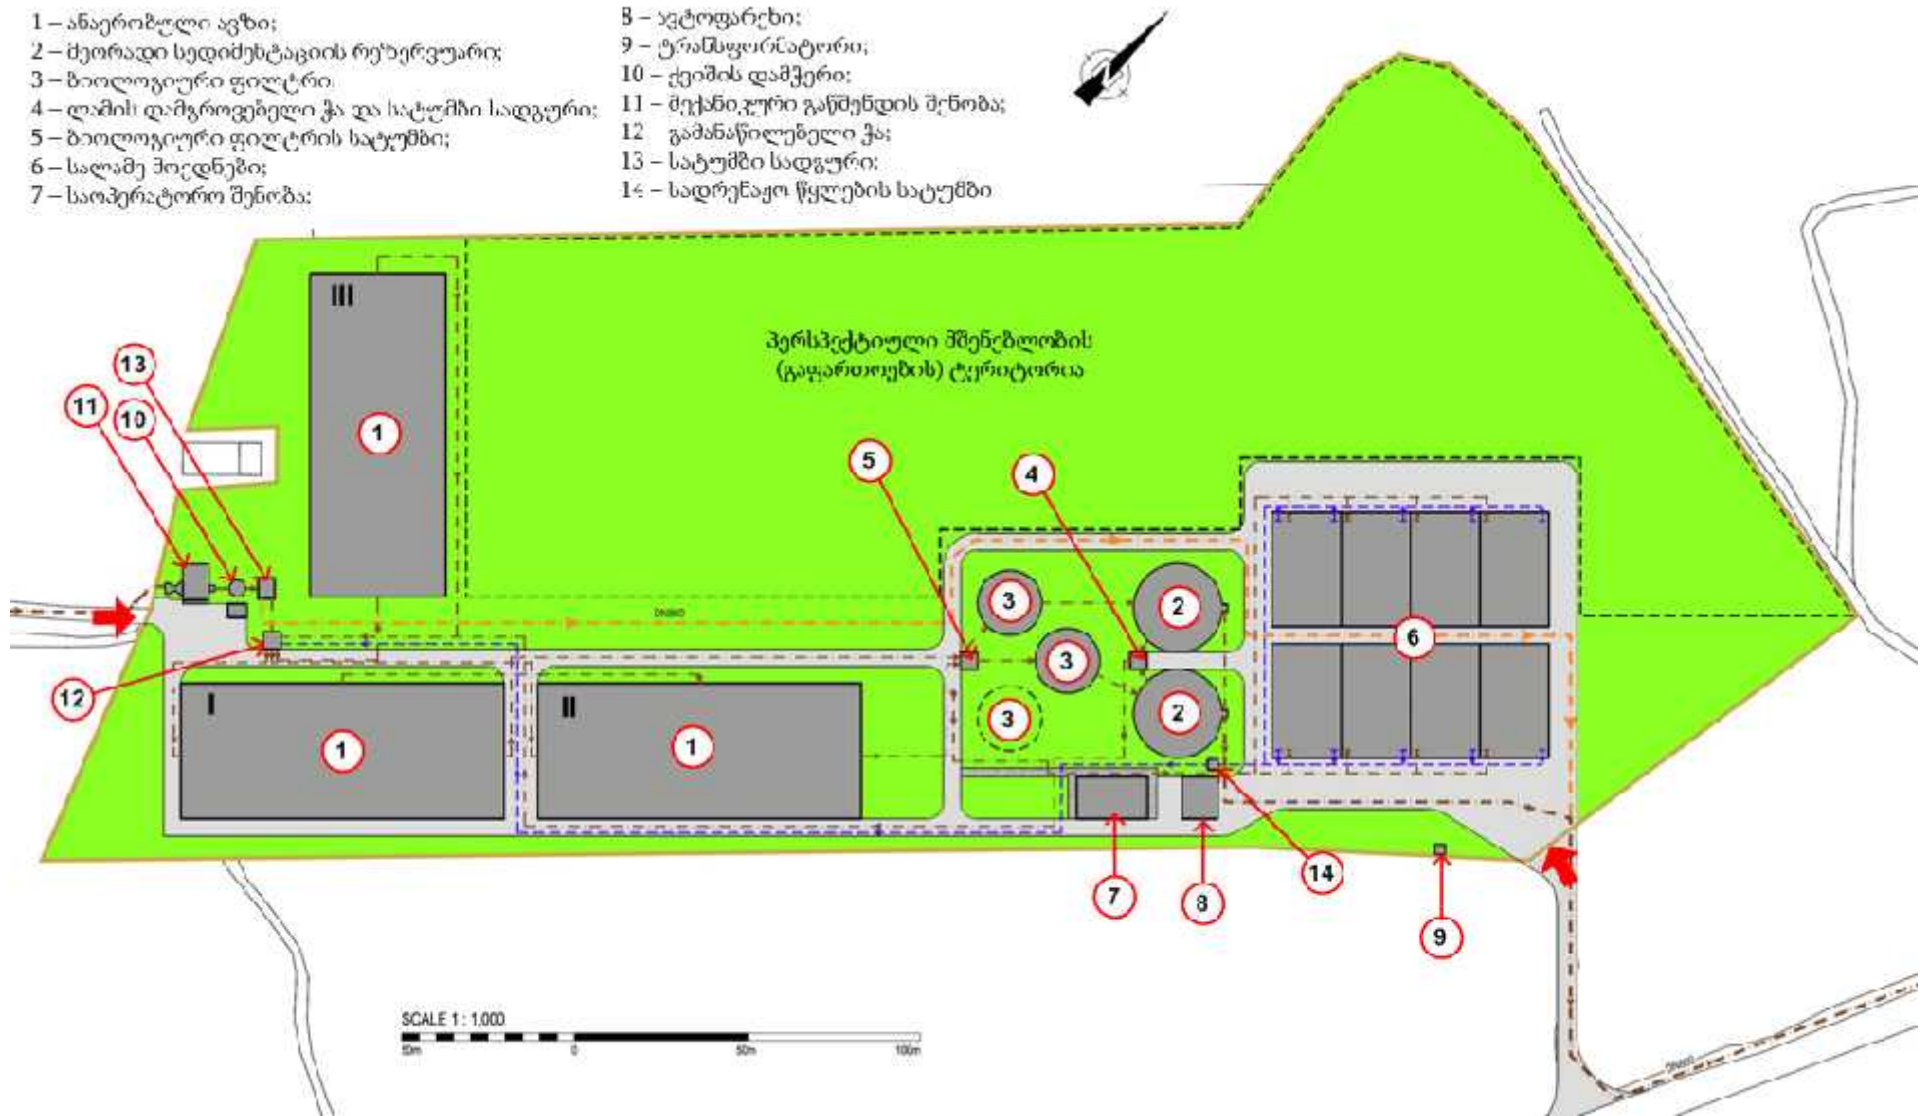 1 – ანაერობული ავზი;
2 – მეორადი სედიმენტაციის რეზერვუარი;
3 – ბიოლოგიური ფილტრი.
4 – ლამის დამგროვებელი ჭა და სატუმბი სადგური;
5 – ბიოლოგიური ფილტრის სატუმბი;
6 – სალამე მოედნები;
7 – საოპერატორო შენობა;
8 – ავტოფარეხი;
9 – ტრანსფორმატორი;
10 – ქვიშის დამჭერი;
11 – მექანიკური გაწმენდის შენობა;
12 გამანაწილებელი ჭა;
13 – სატუმბი სადგური;
14 – სადრენაჟო წყლების სატუმბი
III
პერსპექტიული მშენებლობის
(გაფართოების) ტერიტორია
13
11
10
1
5
4
3
2
6
3
12
I
II
3
2
1
1
14
7
8
9
SCALE 1 : 1,000
50m 0 50m 100m